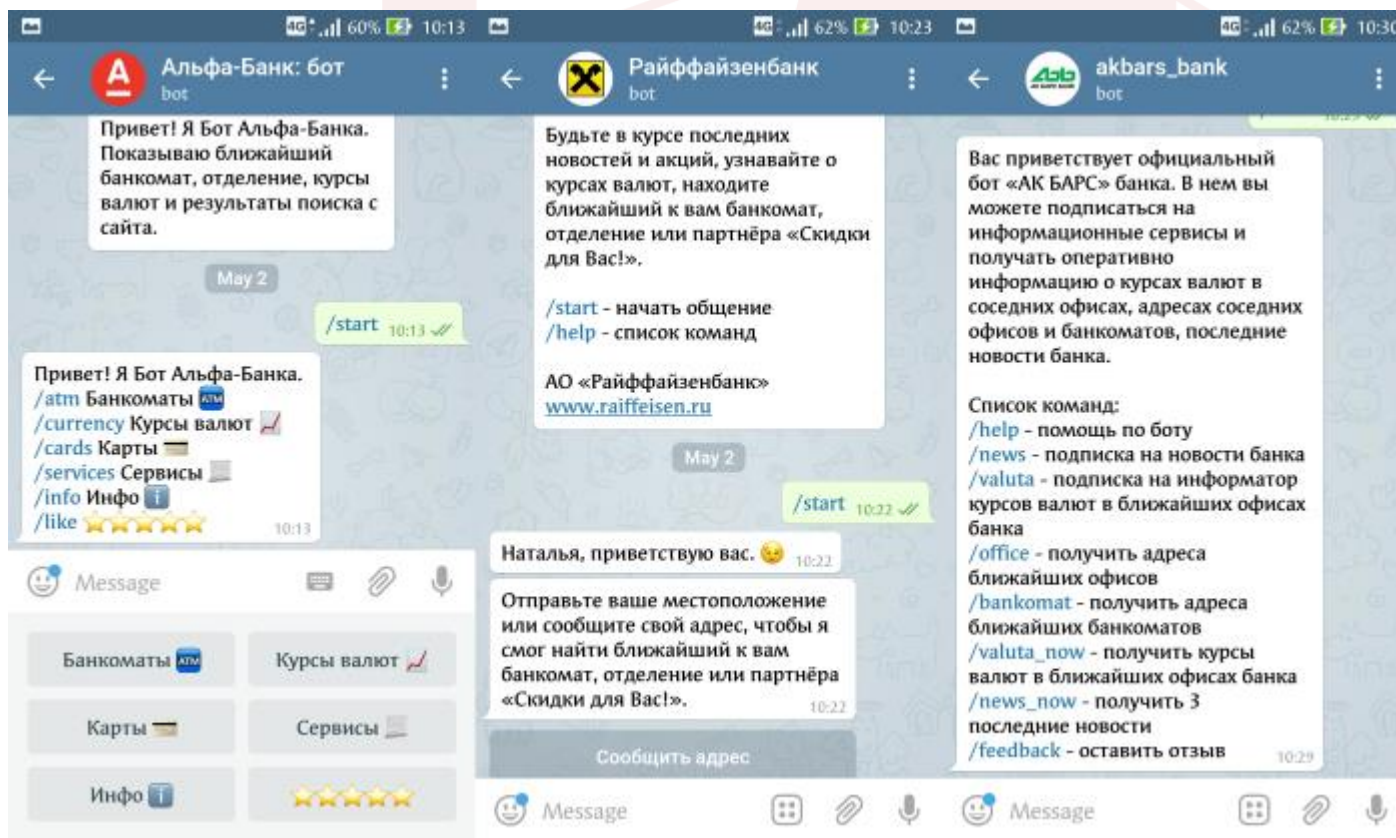 4G 60% 10:13
Альфа-Банк: бот
bot
Привет! Я Бот Альфа-Банка.
Показываю ближайший
банкомат, отделение, курсы
валют и результаты поиска с
сайта.
May 2
/start 10:13
Привет! Я Бот Альфа-Банка.
/atm Банкоматы ATM
/currency Курсы валют
/cards Карты
/services Сервисы
/info Инфо
/like
10:13
Message
Банкоматы ATM
Курсы валют
Карты
Сервисы
Инфо
4G 62% 10:23
Райффайзенбанк
bot
Будьте в курсе последних
новостей и акций, узнавайте о
курсах валют, находите
ближайший к вам банкомат,
отделение или партнёра «Скидки
для Вас!».
/start - начать общение
/help - список команд
АО «Райффайзенбанк»
www.raiffeisen.ru
May 2
/start 10:22
Наталья, приветствую вас. 10:22
Отправьте ваше местоположение
или сообщите свой адрес, чтобы я
смог найти ближайший к вам
банкомат, отделение или партнёра
«Скидки для Вас!».
10:22
Сообщить адрес
Message
4G 62% 10:30
akbars_bank
bot
Вас приветствует официальный
бот «АК БАРС» банка. В нем вы
можете подписаться на
информационные сервисы и
получать оперативно
информацию о курсах валют в
соседних офисах, адресах соседних
офисов и банкоматов, последние
новости банка.
Список команд:
/help - помощь по боту
/news - подписка на новости банка
/valuta - подписка на информатор
курсов валют в ближайших офисах
банка
/office - получить адреса
ближайших офисов
/bankomat - получить адреса
ближайших банкоматов
/valuta_now - получить курсы
валют в ближайших офисах банка
/news_now - получить 3
последние новости
/feedback - оставить отзыв
10:29
Message